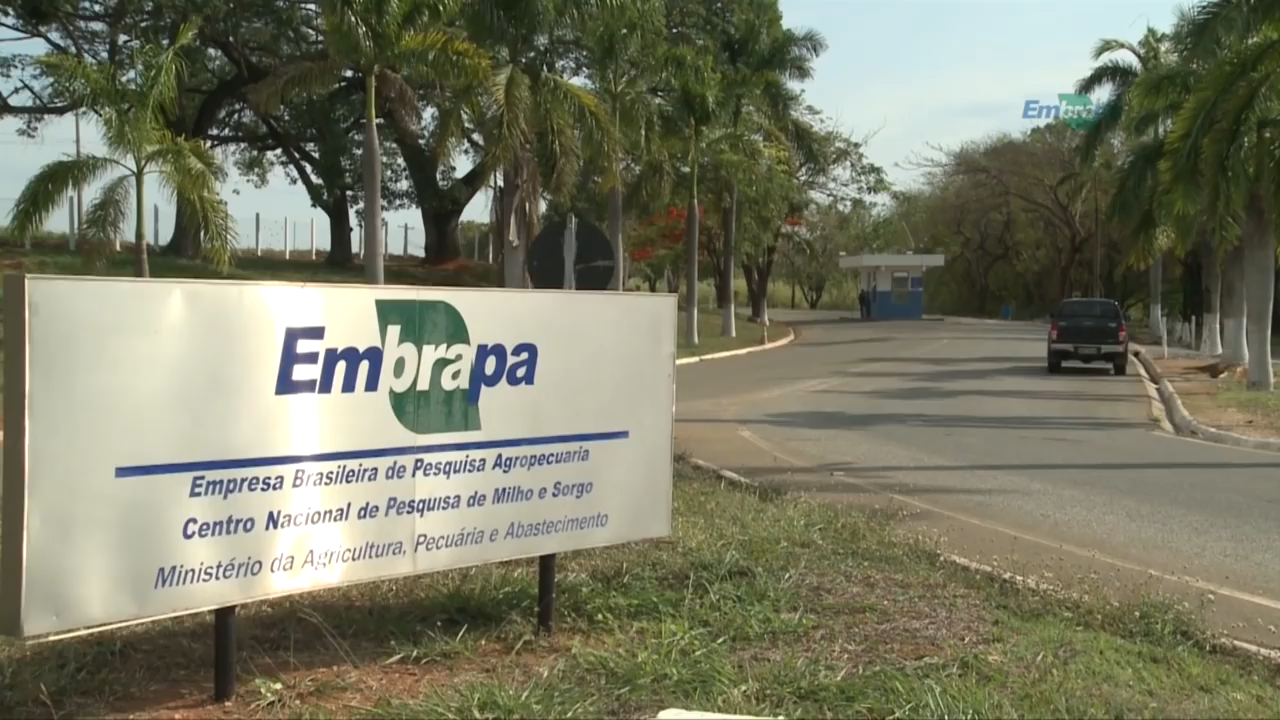 Embrapa
Embrapa
Empresa Brasileira de Pesquisa Agropecuaria
Centro Nacional de Pesquisa de Milho e Sorgo
Ministério da Agricultura, Pecuária e Abastecimento